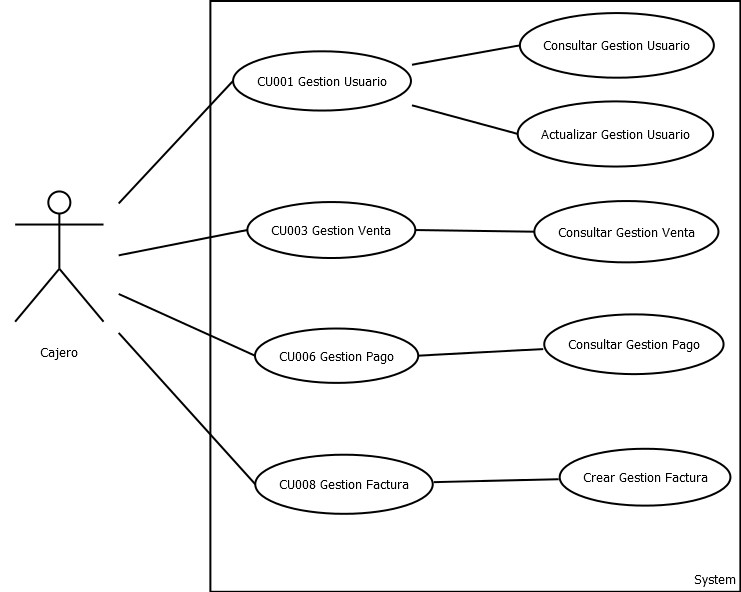 Consultar Gestion Usuario
CU001 Gestion Usuario
Actualizar Gestion Usuario
CU003 Gestion Venta
Consultar Gestion Venta
Cajero
CU006 Gestion Pago
Consultar Gestion Pago
CU008 Gestion Factura
Crear Gestion Factura
System